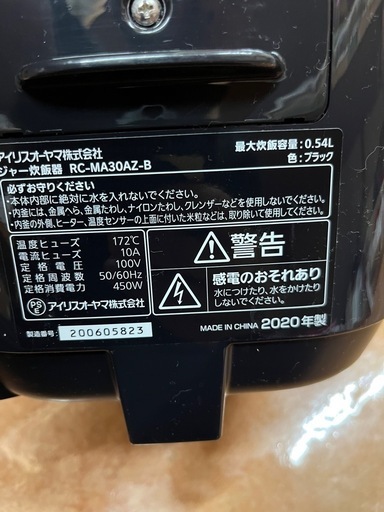 アイリスオーヤマ株式会社
ジャー炊飯器 RC-MA30AZ-B
最大炊飯容量:0.54L
色:ブラック
必ずお守りください
・本体内部に絶対に水を入れないでください。
・内釜には、金属へら、金属たわし、ナイロンたわし、クレンザーなどを使用しないでください。
・内釜の外側、ヒーター、温度センサーの上面に付いた米粒などは、取り除いて使用してください。
温度ヒューズ 172℃
電流ヒューズ 10A
定格電圧 100V
定格周波数 50/60Hz
定格消費電力 450W
PS
E
アイリスオーヤマ株式会社
製造番号: 200605823
警告
感電のおそれあり
水につけたり、水をかけたり
しないでください。
MADE IN CHINA 2020年製